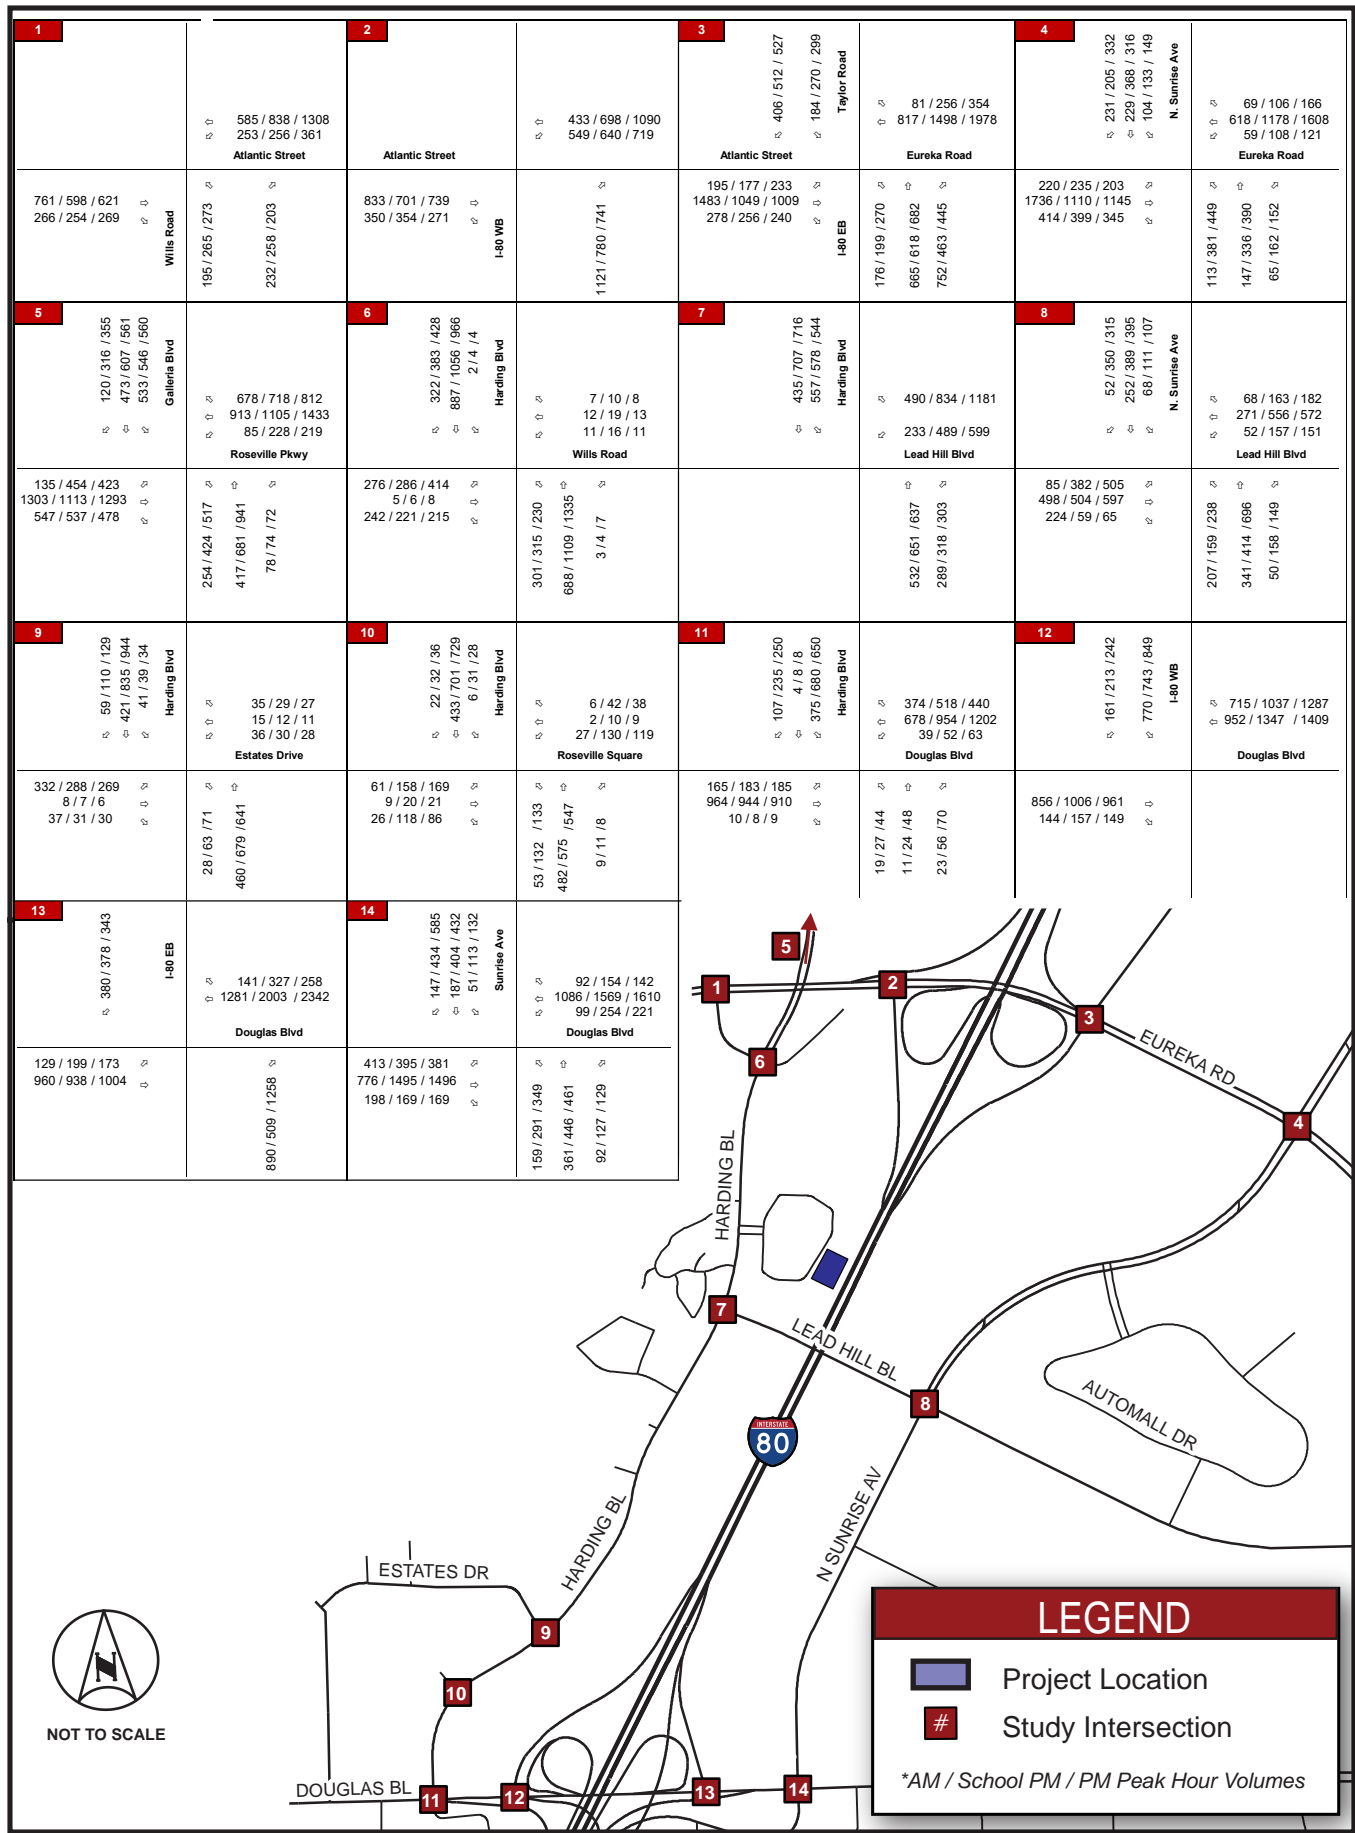 1
585 / 838 / 1308
253 / 256 / 361
Atlantic Street
761 / 598 / 621
266 / 254 / 269
Wills Road
195 / 265 / 273
232 / 258 / 203
2
433 / 698 / 1090
549 / 640 / 719
Atlantic Street
833 / 701 / 739
350 / 354 / 271
I-80 WB
1121 / 780 / 741
3
406 / 512 / 527
184 / 270 / 299
Taylor Road
81 / 256 / 354
817 / 1498 / 1978
Atlantic Street
Eureka Road
195 / 177 / 233
1483 / 1049 / 1009
278 / 256 / 240
I-80 EB
176 / 199 / 270
665 / 618 / 682
752 / 463 / 445
4
231 / 205 / 332
229 / 368 / 316
104 / 133 / 149
N. Sunrise Ave
69 / 106 / 166
618 / 1178 / 1608
59 / 108 / 121
Eureka Road
220 / 235 / 203
1736 / 1110 / 1145
414 / 399 / 345
113 / 381 / 449
147 / 336 / 390
65 / 162 / 152
5
120 / 316 / 355
473 / 607 / 561
533 / 546 / 560
Galleria Blvd
678 / 718 / 812
913 / 1105 / 1433
85 / 228 / 219
Roseville Pkwy
135 / 454 / 423
1303 / 1113 / 1293
547 / 537 / 478
254 / 424 / 517
417 / 681 / 941
78 / 74 / 72
6
322 / 383 / 428
887 / 1056 / 966
2 / 4 / 4
Harding Blvd
7 / 10 / 8
12 / 19 / 13
11 / 16 / 11
Wills Road
276 / 286 / 414
5 / 6 / 8
242 / 221 / 215
301 / 315 / 230
688 / 1109 / 1335
3 / 4 / 7
7
435 / 707 / 716
557 / 578 / 544
Harding Blvd
490 / 834 / 1181
233 / 489 / 599
Lead Hill Blvd
532 / 651 / 637
289 / 318 / 303
8
52 / 350 / 315
252 / 389 / 395
68 / 111 / 107
N. Sunrise Ave
68 / 163 / 182
271 / 556 / 572
52 / 157 / 151
Lead Hill Blvd
85 / 382 / 505
498 / 504 / 597
224 / 59 / 65
207 / 159 / 238
341 / 414 / 696
50 / 158 / 149
9
59 / 110 / 129
421 / 835 / 944
41 / 39 / 34
Harding Blvd
35 / 29 / 27
15 / 12 / 11
36 / 30 / 28
Estates Drive
332 / 288 / 269
8 / 7 / 6
37 / 31 / 30
28 / 63 / 71
460 / 679 / 641
10
22 / 32 / 36
433 / 701 / 729
6 / 31 / 28
Harding Blvd
6 / 42 / 38
2 / 10 / 9
27 / 130 / 119
Roseville Square
61 / 158 / 169
9 / 20 / 21
26 / 118 / 86
53 / 132 / 133
482 / 575 / 547
9 / 11 / 8
11
107 / 235 / 250
4 / 8 / 8
375 / 680 / 650
Harding Blvd
374 / 518 / 440
678 / 954 / 1202
39 / 52 / 63
Douglas Blvd
165 / 183 / 185
964 / 944 / 910
10 / 8 / 9
19 / 27 / 44
11 / 24 / 48
23 / 56 / 70
12
161 / 213 / 242
770 / 743 / 849
I-80 WB
715 / 1037 / 1287
952 / 1347 / 1409
Douglas Blvd
856 / 1006 / 961
144 / 157 / 149
13
380 / 378 / 343
I-80 EB
141 / 327 / 258
1281 / 2003 / 2342
Douglas Blvd
129 / 199 / 173
960 / 938 / 1004
890 / 509 / 1258
14
147 / 434 / 585
187 / 404 / 432
51 / 113 / 132
Sunrise Ave
92 / 154 / 142
1086 / 1569 / 1610
99 / 254 / 221
Douglas Blvd
413 / 395 / 381
776 / 1495 / 1496
198 / 169 / 169
159 / 291 / 349
361 / 446 / 461
92 / 127 / 129
5
1
2
3
6
EUREKA RD
4
HARDING BL
7
LEAD HILL BL
8
AUTOMALL DR
INTERSTATE
80
N SUNRISE AV
HARDING BL
ESTATES DR
9
10
N
NOT TO SCALE
DOUGLAS BL
11
12
13
14
LEGEND
Project Location
# Study Intersection
*AM / School PM / PM Peak Hour Volumes